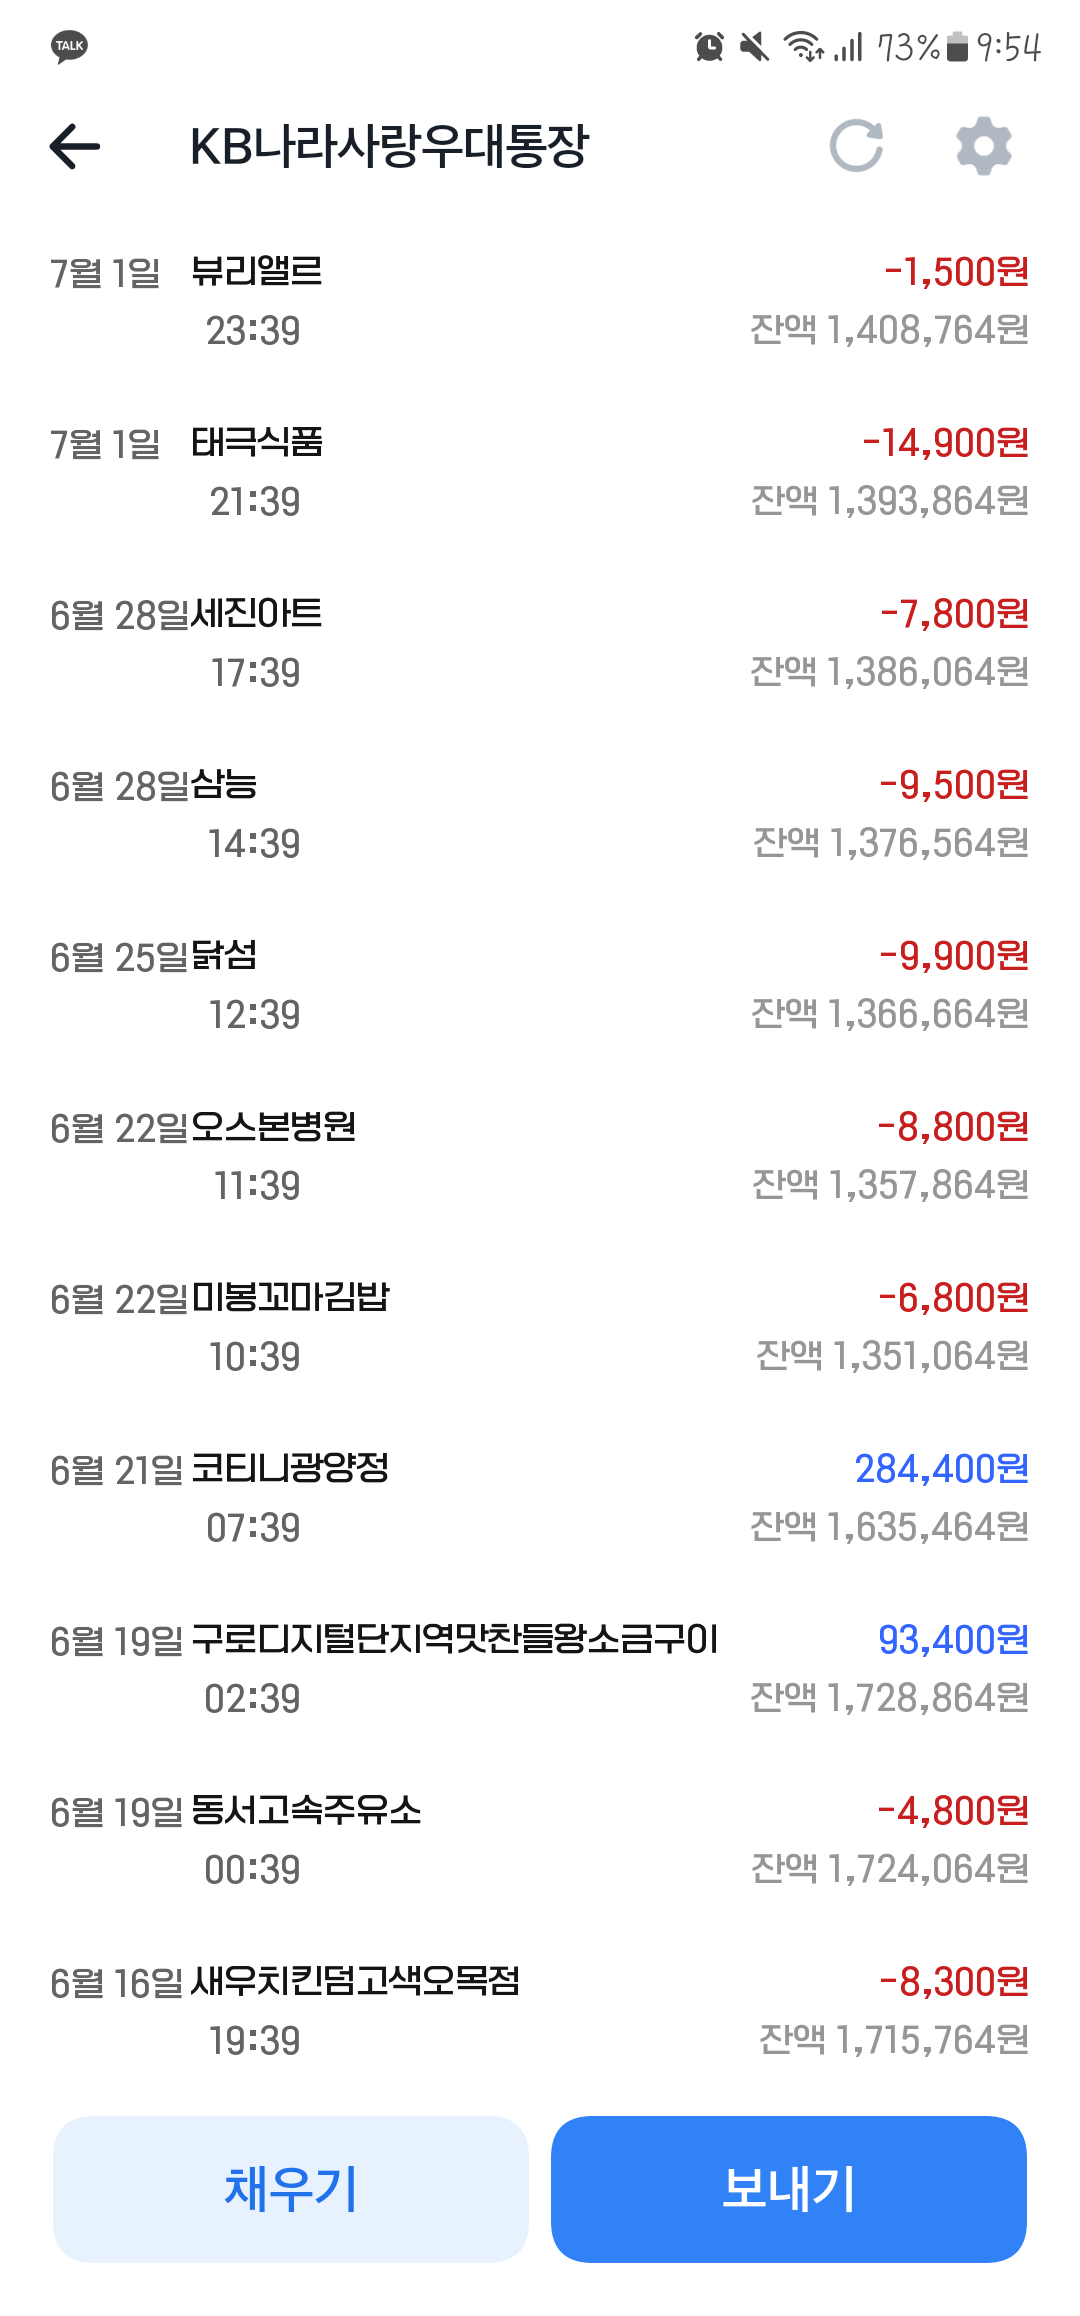 TALK
73% 9:54
KB나라사랑우대통장
7월 1일 뷰리앨르 -1,500원
23:39 잔액 1,408,764원
7월 1일 태극식품 -14,900원
21:39 잔액 1,393,864원
6월 28일 세진아트 -7,800원
17:39 잔액 1,386,064원
6월 28일 삼능 -9,500원
14:39 잔액 1,376,564원
6월 25일 닭섬 -9,900원
12:39 잔액 1,366,664원
6월 22일 오스본병원 -8,800원
11:39 잔액 1,357,864원
6월 22일 미봉꼬마김밥 -6,800원
10:39 잔액 1,351,064원
6월 21일 코티니광양정 284,400원
07:39 잔액 1,635,464원
6월 19일 구로디지털단지역맛찬들왕소금구이 93,400원
02:39 잔액 1,728,864원
6월 19일 동서고속주유소 -4,800원
00:39 잔액 1,724,064원
6월 16일 새우치킨덤고색오목점 -8,300원
19:39 잔액 1,715,764원
채우기 보내기